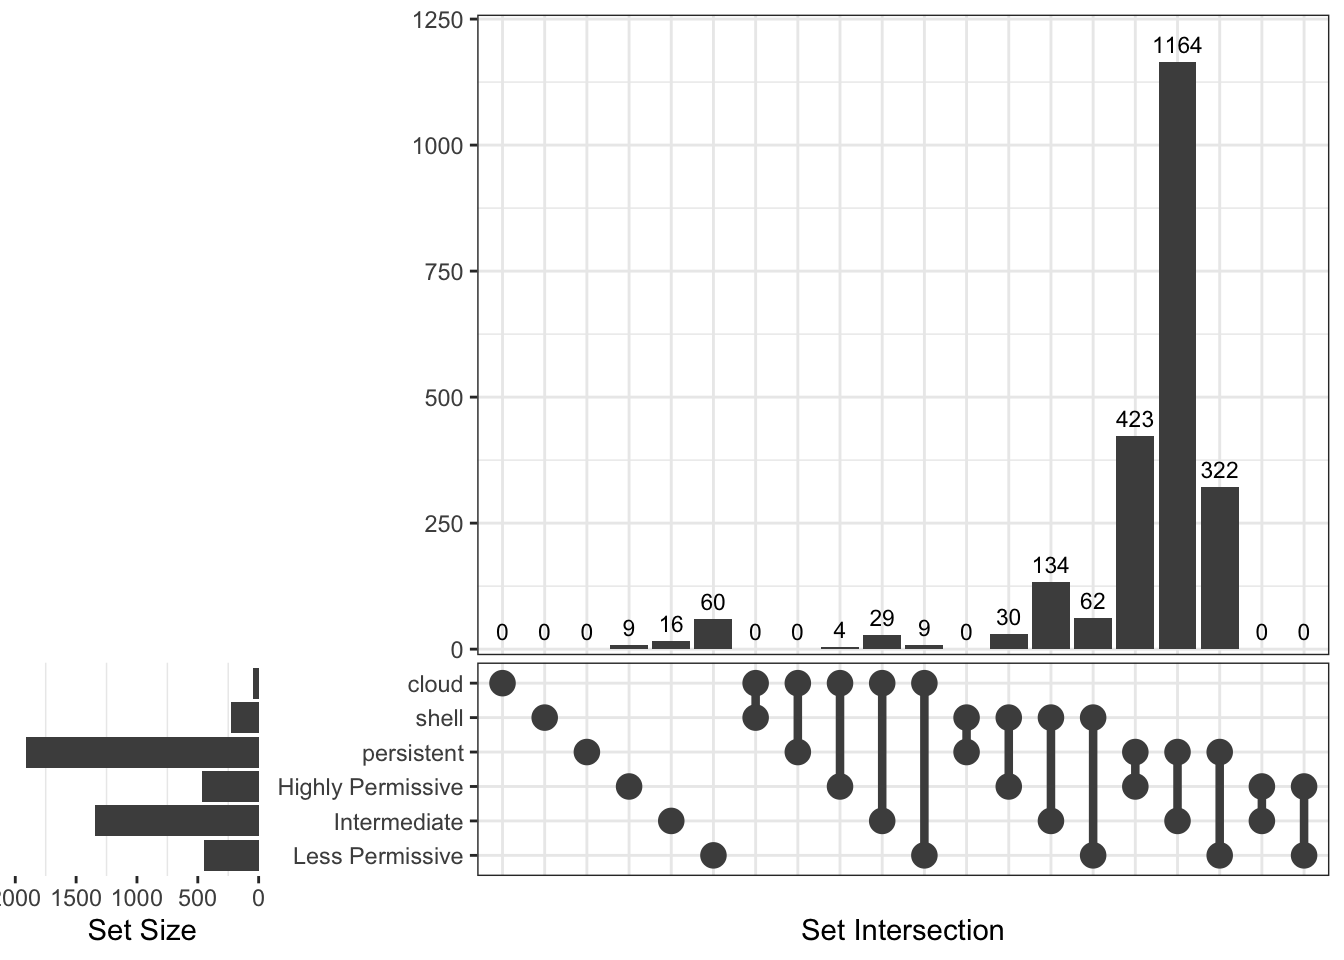 1250
1000
750
500
250
0
0 0 0 9 16 60 0 0 4 29 9 0 30 134 62 423 1164 322 0 0
cloud
shell
persistent
Highly Permissive
Intermediate
Less Permissive
1500 1000 500 0
Set Size
Set Intersection